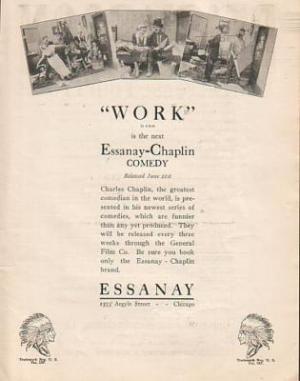 "WORK"
is the next
Essanay-Chaplin
COMEDY
Released June 21st
Charles Chaplin, the greatest
comedian in the world, is pre-
sented in his newest series of
comedies, which are funnier
than any yet produced. They
will be released every three
weeks through the General
Film Co. Be sure you book
only the Essanay - Chaplin
brand.
ESSANAY
1333 Argyle Street - - Chicago
Trademark Reg. U. S.
Pat. Off.
Trademark Reg. U. S.
Pat. Off.